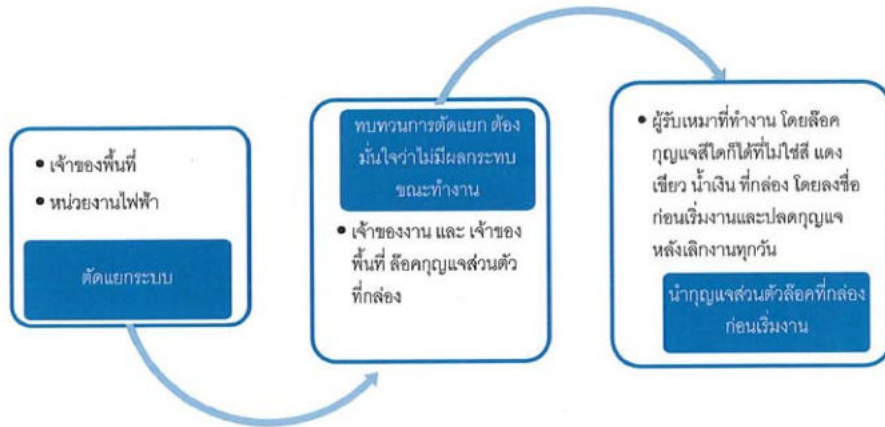 • เจ้าของพื้นที่
• หน่วยงานไฟฟ้า
ตัดแยกระบบ
ทบทวนการตัดแยก ต้อง
มั่นใจว่าไม่มีผลกระทบ
ขณะทำงาน
• เจ้าของงาน และ เจ้าของ
พื้นที่ ล๊อคกุญแจส่วนตัว
ที่กล่อง
• ผู้รับเหมาที่ทำงาน โดยล๊อค
กุญแจสีใดก็ได้ที่ไม่ใช่สี แดง
เขียว น้ำเงิน ที่กล่อง โดยลงชื่อ
ก่อนเริ่มงานและปลดกุญแจ
หลังเลิกงานทุกวัน
นำกุญแจส่วนตัวล๊อคที่กล่อง
ก่อนเริ่มงาน